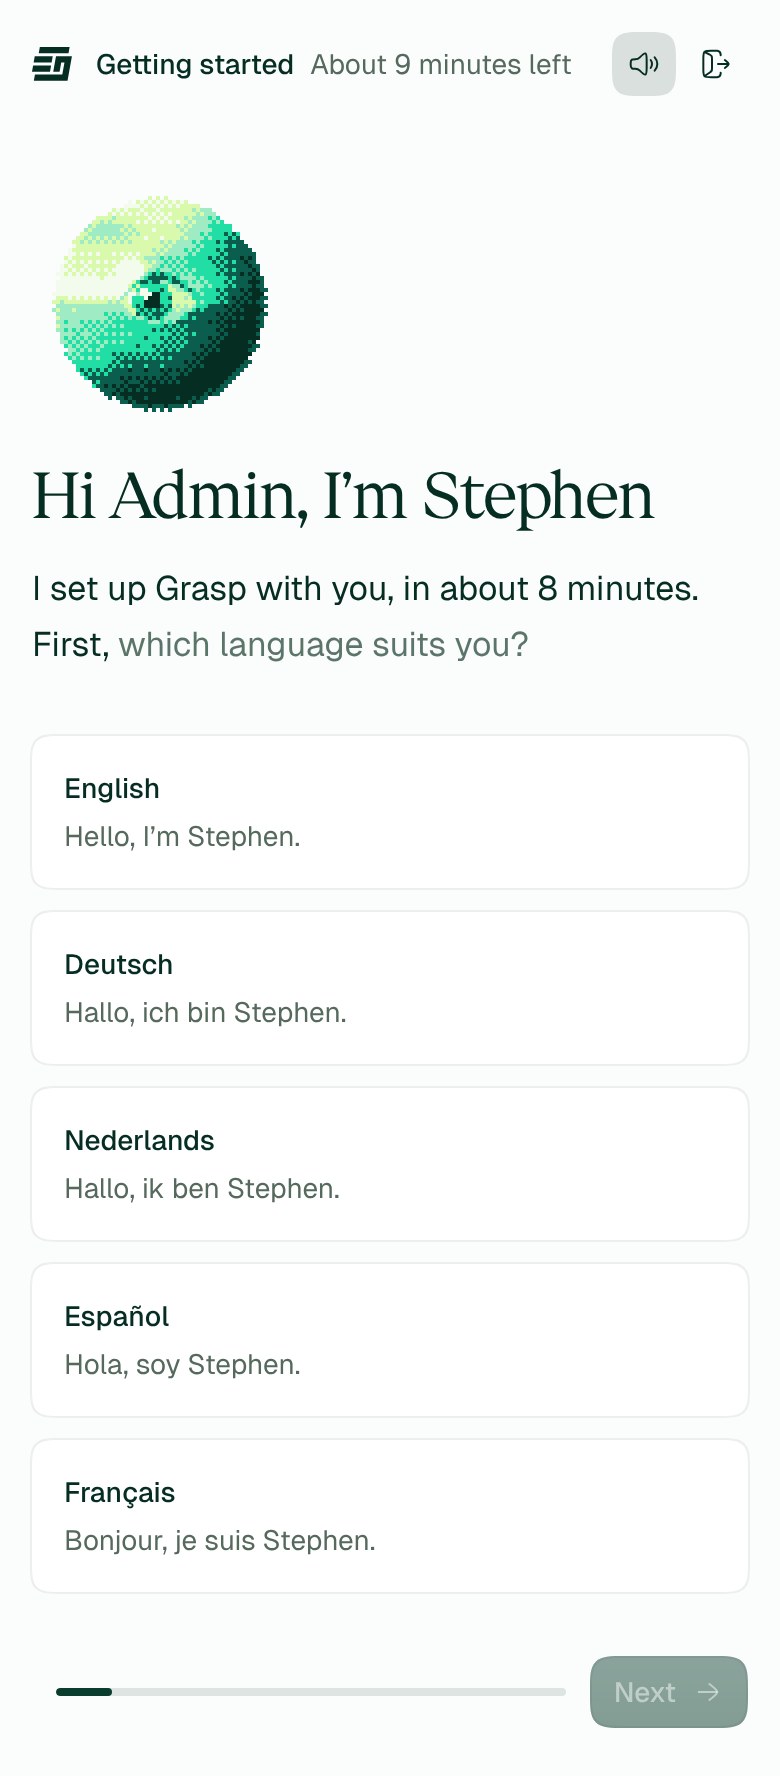 Getting started About 9 minutes left
Hi Admin, I’m Stephen
I set up Grasp with you, in about 8 minutes.
First, which language suits you?
English
Hello, I’m Stephen.
Deutsch
Hallo, ich bin Stephen.
Nederlands
Hallo, ik ben Stephen.
Español
Hola, soy Stephen.
Français
Bonjour, je suis Stephen.
Next